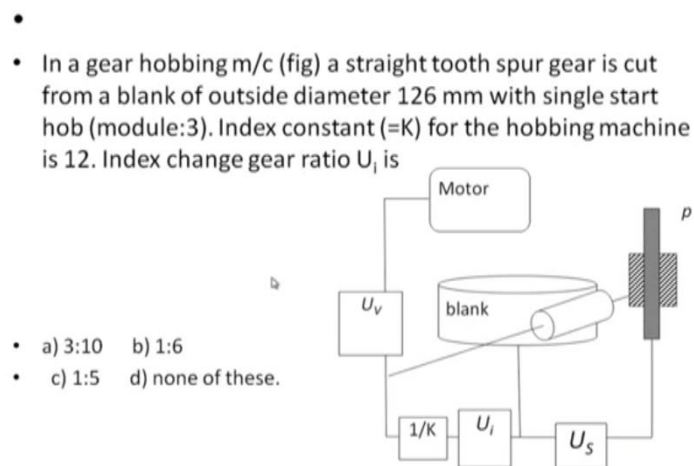 In a gear hobbing m/c (fig) a straight tooth spur gear is cut
from a blank of outside diameter 126 mm with single start
hob (module:3). Index constant (=K) for the hobbing machine
is 12. Index change gear ratio Ui is
Motor
p
Uv
blank
a) 3:10 b) 1:6
c) 1:5 d) none of these.
1/K
Ui
Us